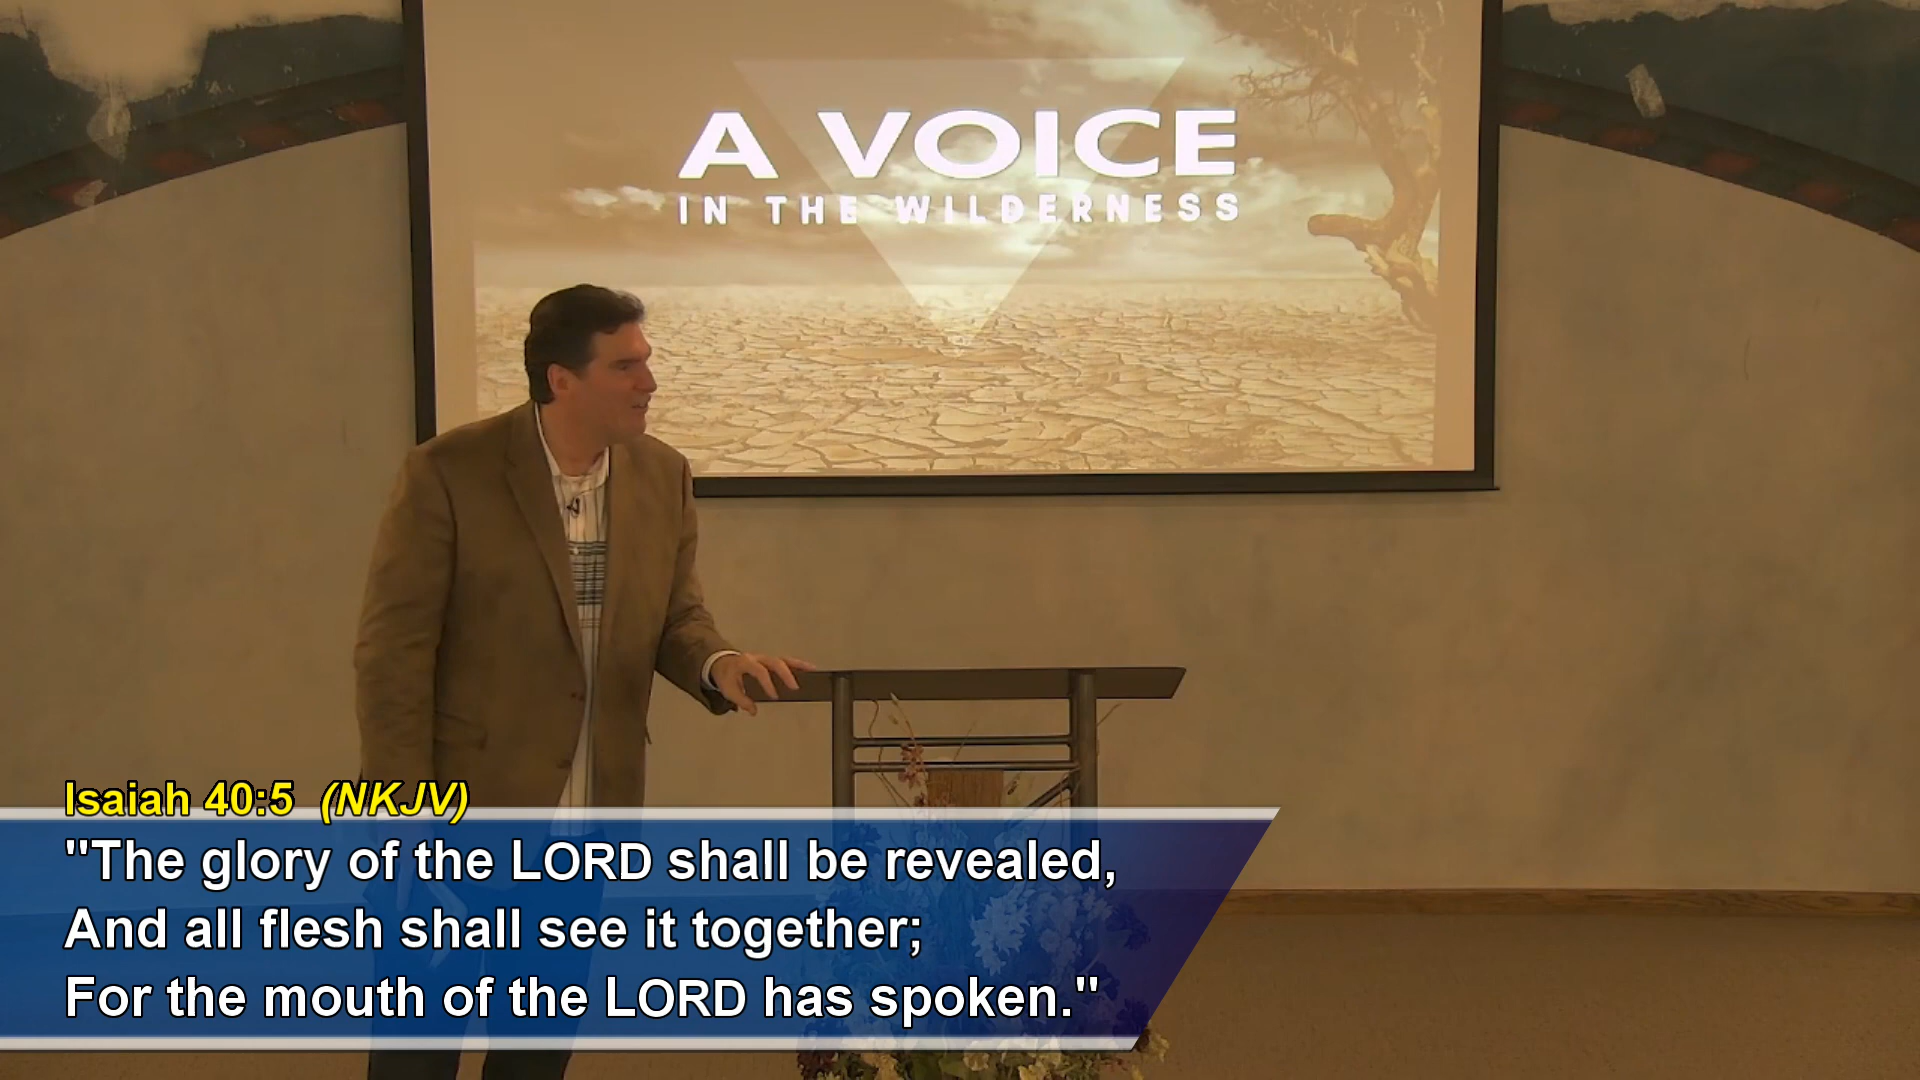 A VOICE
IN THE WILDERNESS
Isaiah 40:5 (NKJV)
"The glory of the LORD shall be revealed,
And all flesh shall see it together;
For the mouth of the LORD has spoken."